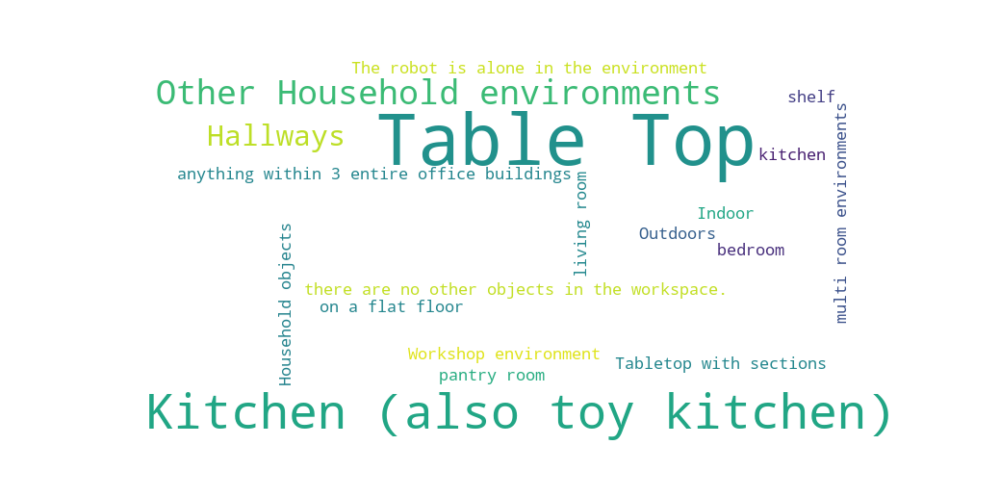 The robot is alone in the environment
Other Household environments
shelf
Hallways
Table Top
kitchen
multi room environments
anything within 3 entire office buildings
living room
Indoor
Outdoors
bedroom
Household objects
there are no other objects in the workspace.
on a flat floor
Workshop environment
Tabletop with sections
pantry room
Kitchen (also toy kitchen)